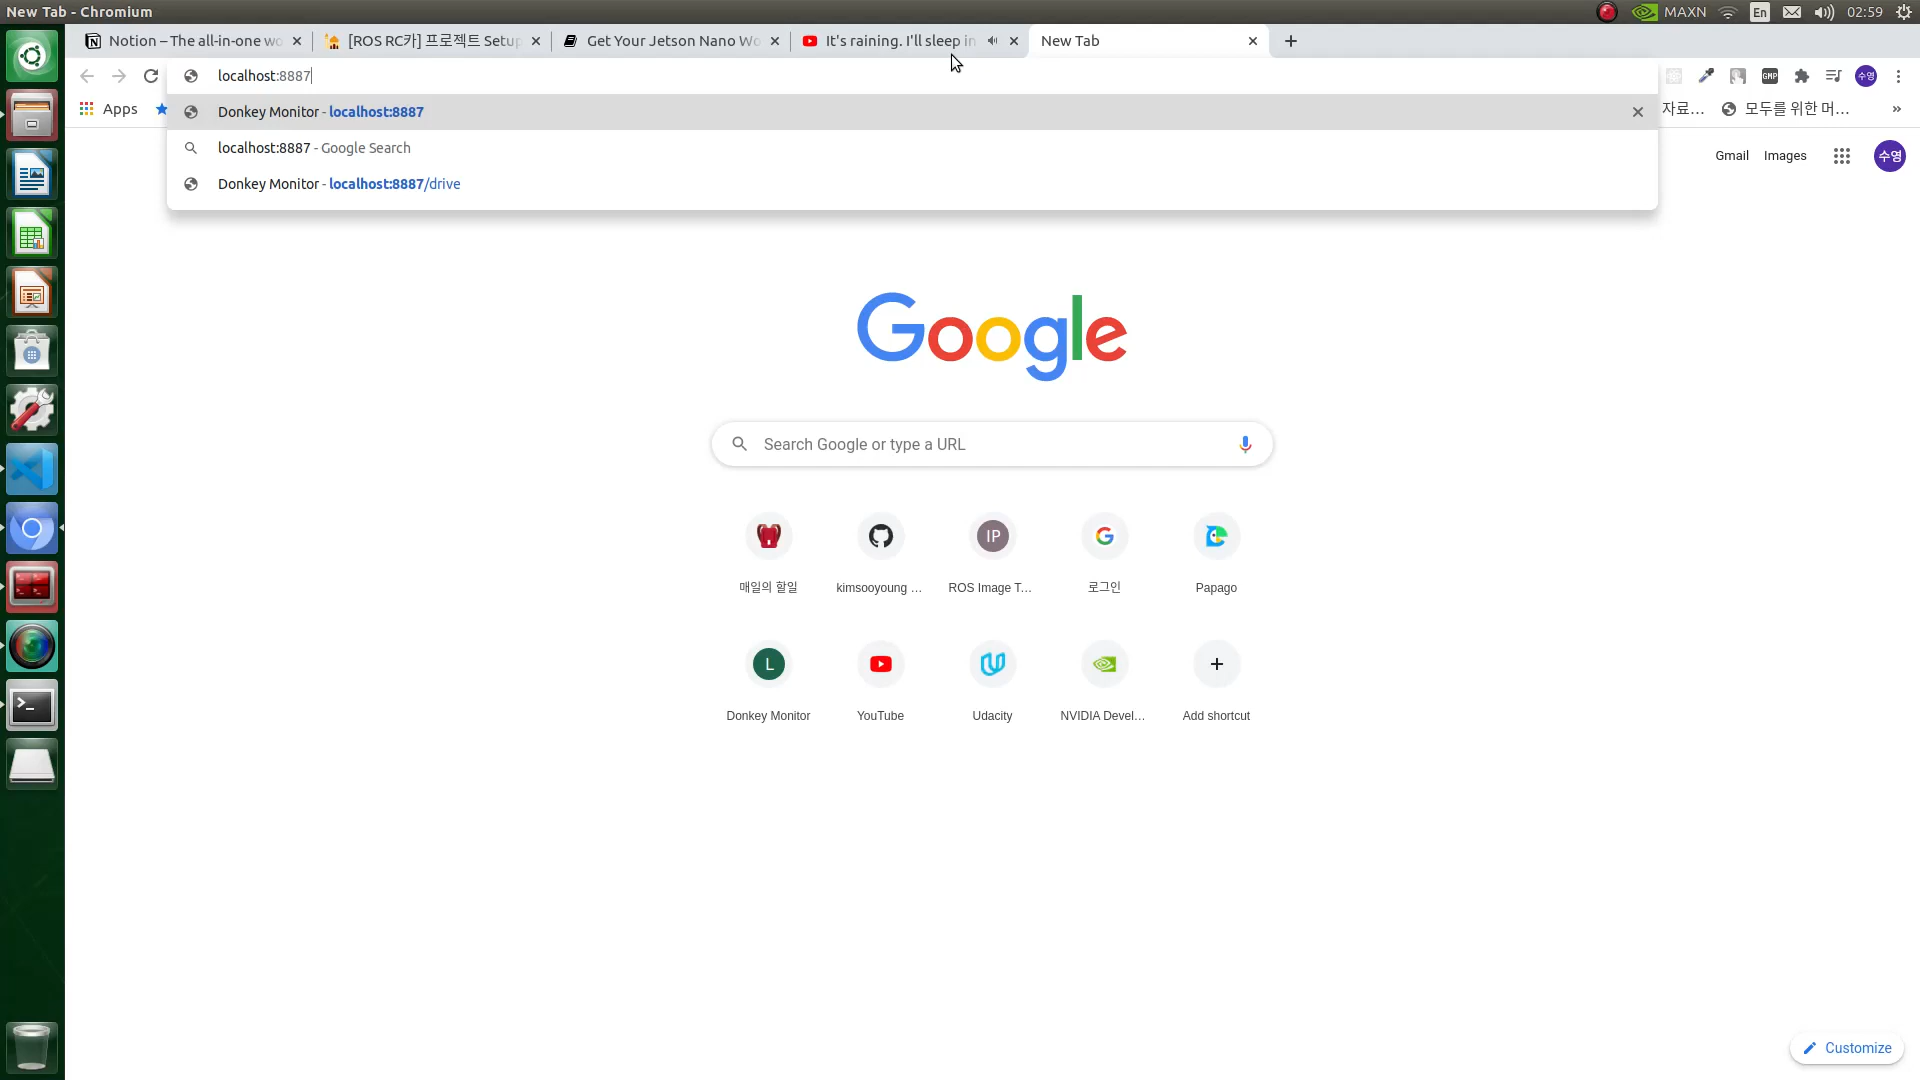 New Tab - Chromium
MAXN En 02:59
Notion – The all-in-one wo
[ROS RC카] 프로젝트 Setup
Get Your Jetson Nano Wo
It's raining. I'll sleep in
New Tab
localhost:8887
GMP 수영
Apps
Donkey Monitor - localhost:8887
자료... 모두를 위한 머... »
localhost:8887 - Google Search
Donkey Monitor - localhost:8887/drive
Gmail Images 수영
Google
Search Google or type a URL
IP
매일의 할일 kimsooyoung ... ROS Image T... 로그인 Papago
L
Donkey Monitor YouTube Udacity NVIDIA Devel... Add shortcut
Customize